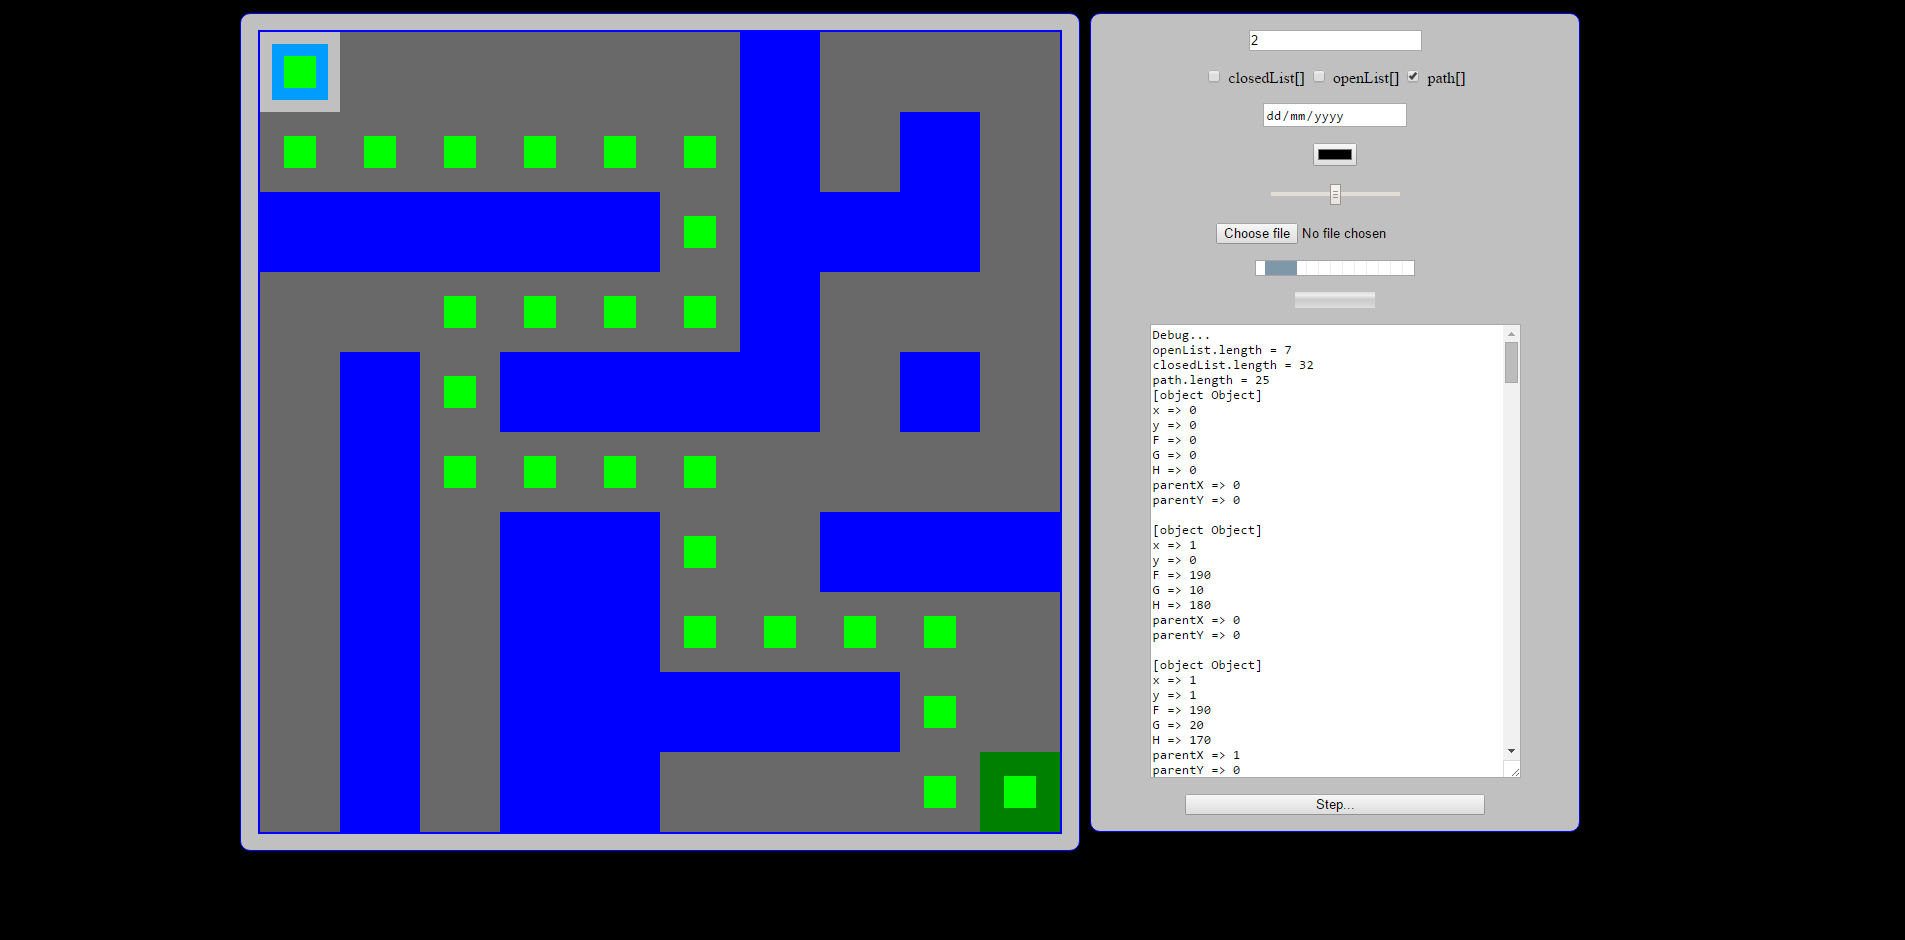 2
closedList[] openList[] path[]
dd/mm/yyyy
Choose file No file chosen
Debug...
openList.length = 7
closedList.length = 32
path.length = 25
[object Object]
x => 0
y => 0
F => 0
G => 0
H => 0
parentX => 0
parentY => 0
[object Object]
x => 1
y => 0
F => 190
G => 10
H => 180
parentX => 0
parentY => 0
[object Object]
x => 1
y => 1
F => 190
G => 20
H => 170
parentX => 1
parentY => 0
Step...